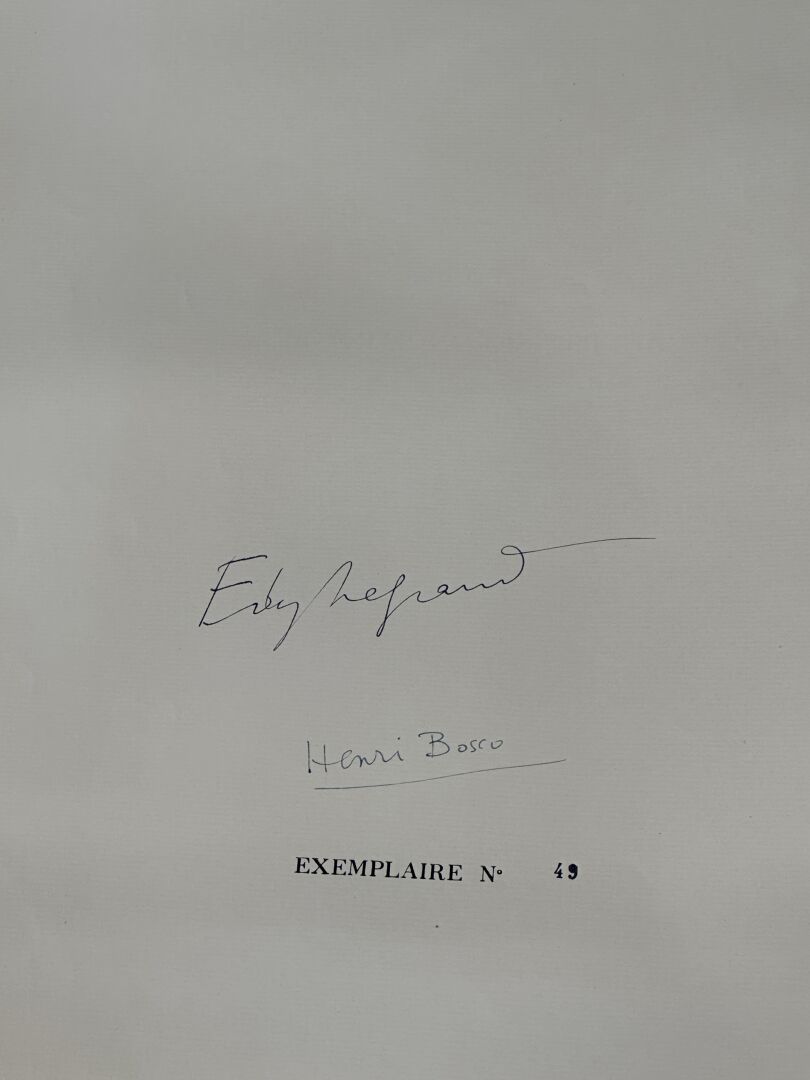 Edy Legrand
Henri Bosco
EXEMPLAIRE N° 49